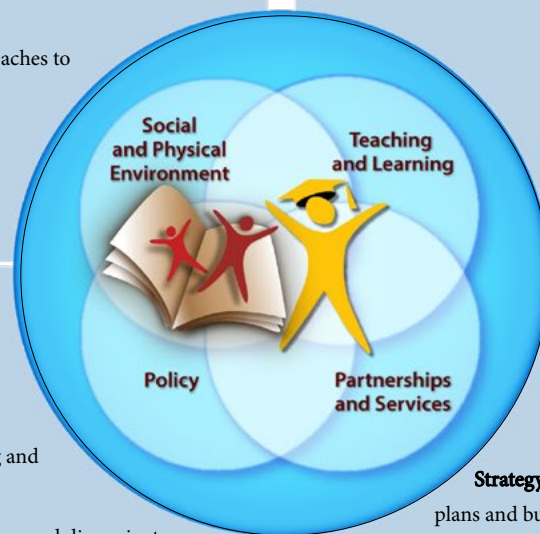 aches to
Social
and Physical
Environment
Teaching
and Learning
Policy
Partnerships
and Services
and
Strategy
plans and bu